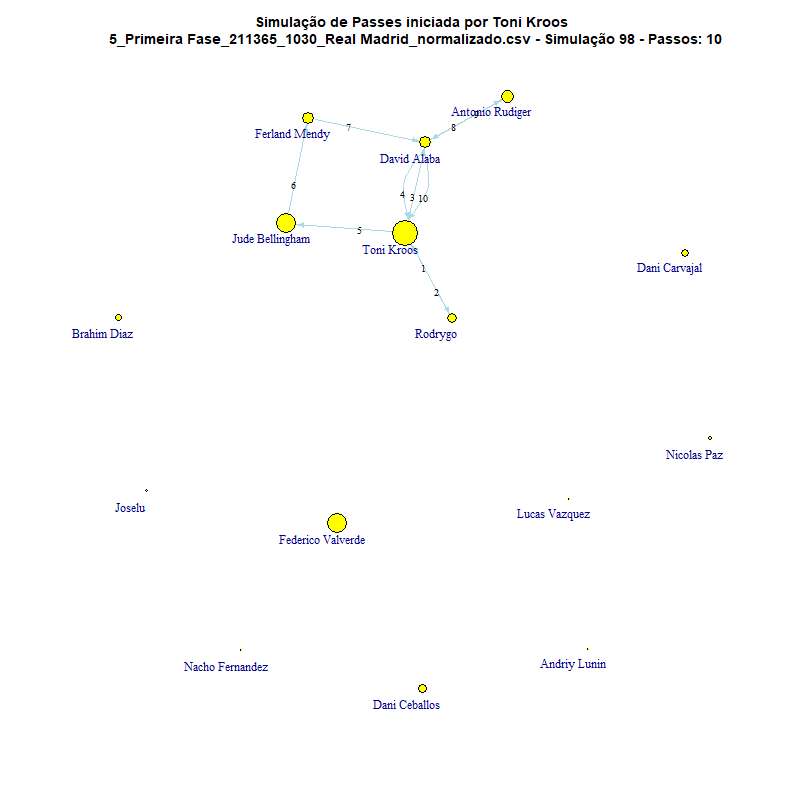 Simulação de Passes iniciada por Toni Kroos
5_Primeira Fase_211365_1030_Real Madrid_normalizado.csv - Simulação 98 - Passos: 10
Antonio Rudiger
9
8
Ferland Mendy
7
David Alaba
6
4
3
10
Jude Bellingham
5
Toni Kroos
1
Dani Carvajal
2
Brahim Diaz
Rodrygo
Nicolas Paz
Joselu
Lucas Vazquez
Federico Valverde
Nacho Fernandez
Andriy Lunin
Dani Ceballos